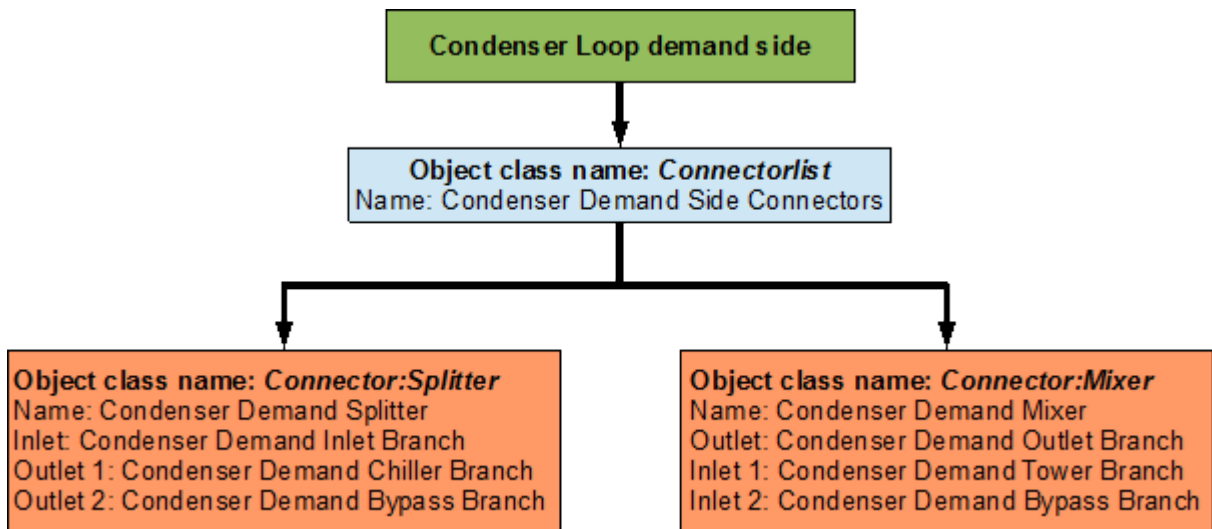 Condenser Loop demand side
Object class name: Connectorlist
Name: Condenser Demand Side Connectors
Object class name: Connector:Splitter
Name: Condenser Demand Splitter
Inlet: Condenser Demand Inlet Branch
Outlet 1: Condenser Demand Chiller Branch
Outlet 2: Condenser Demand Bypass Branch
Object class name: Connector:Mixer
Name: Condenser Demand Mixer
Outlet: Condenser Demand Outlet Branch
Inlet 1: Condenser Demand Tower Branch
Inlet 2: Condenser Demand Bypass Branch